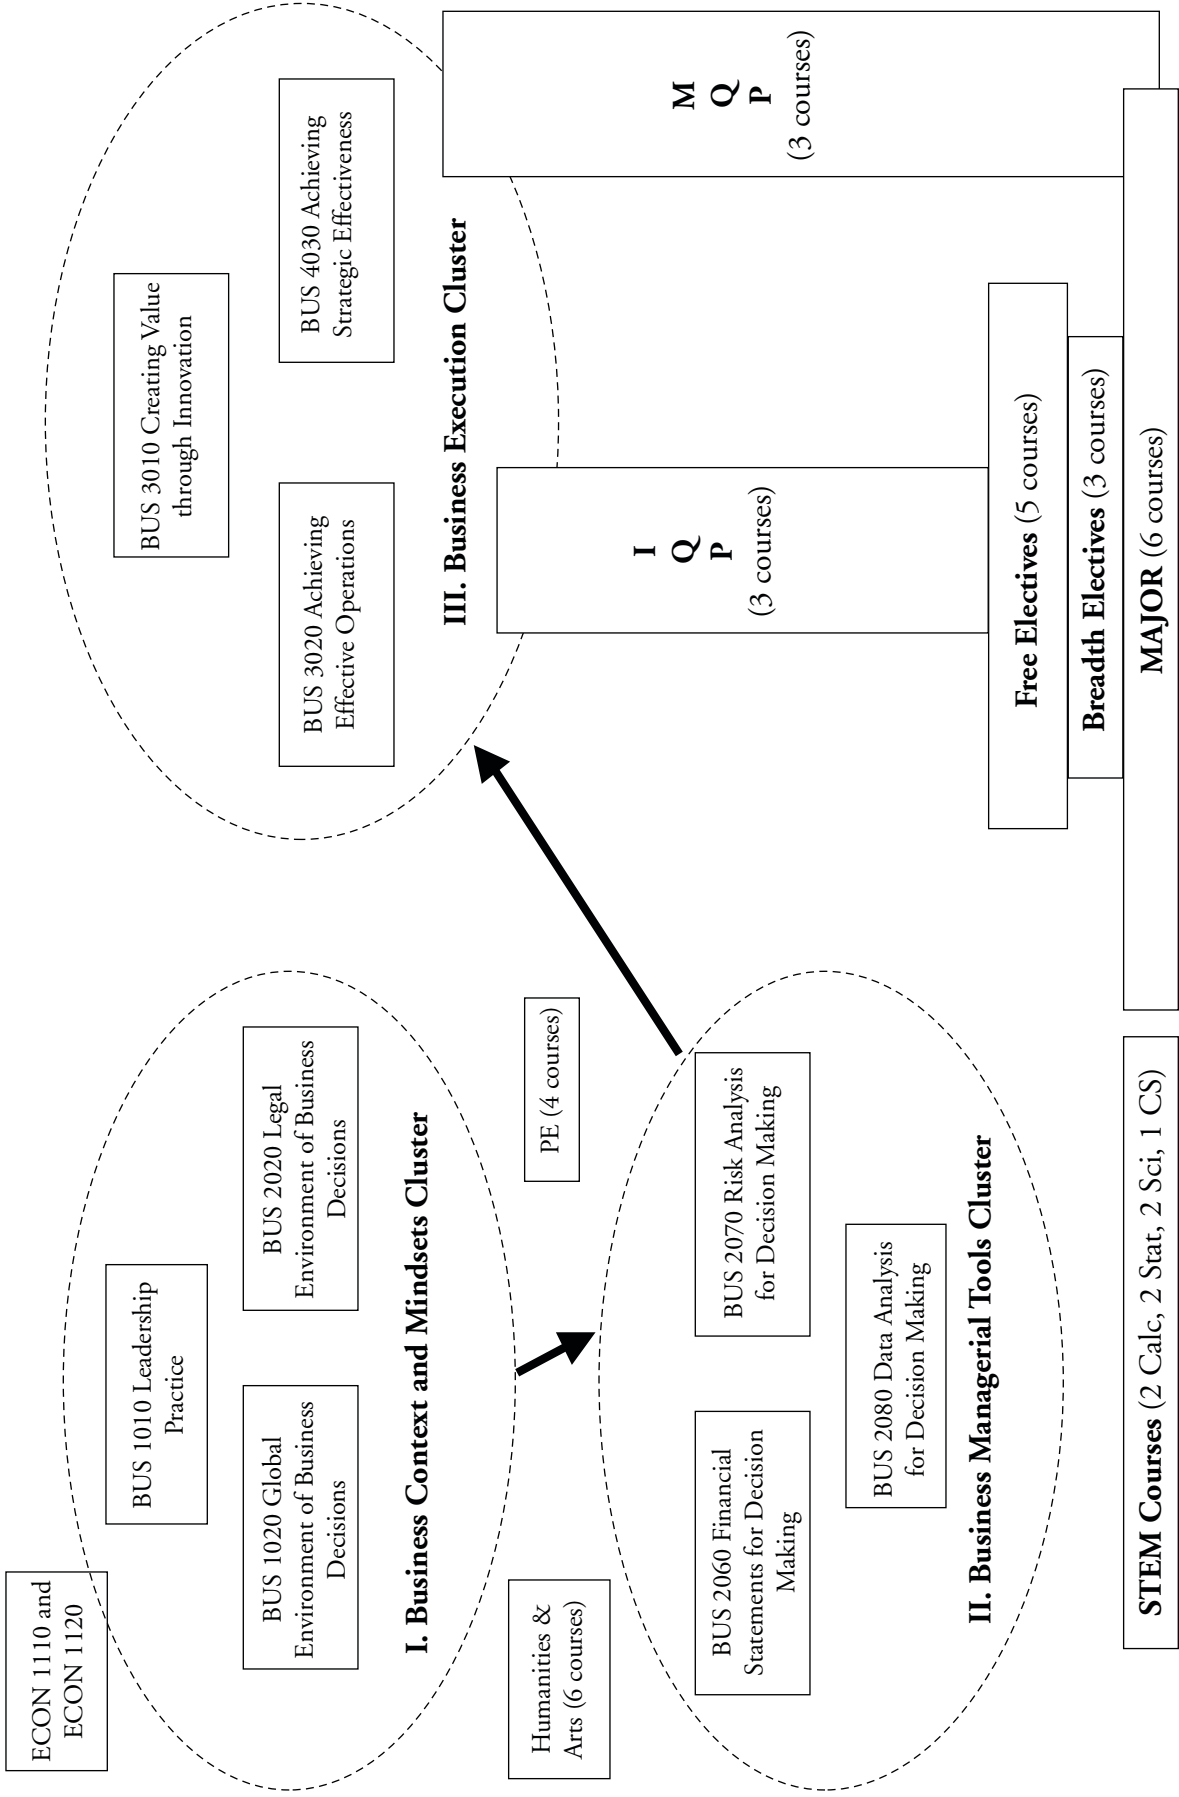 ECON 1110 and
ECON 1120
BUS 1010 Leadership
Practice
BUS 1020 Global
Environment of Business
Decisions
BUS 2020 Legal
Environment of Business
Decisions
I. Business Context and Mindsets Cluster
Humanities &
Arts (6 courses)
PE (4 courses)
BUS 2060 Financial
Statements for Decision
Making
BUS 2070 Risk Analysis
for Decision Making
BUS 2080 Data Analysis
for Decision Making
II. Business Managerial Tools Cluster
STEM Courses (2 Calc, 2 Stat, 2 Sci, 1 CS)
BUS 3010 Creating Value
through Innovation
BUS 3020 Achieving
Effective Operations
BUS 4030 Achieving
Strategic Effectiveness
III. Business Execution Cluster
I
Q
P
(3 courses)
M
Q
P
(3 courses)
Free Electives (5 courses)
Breadth Electives (3 courses)
MAJOR (6 courses)